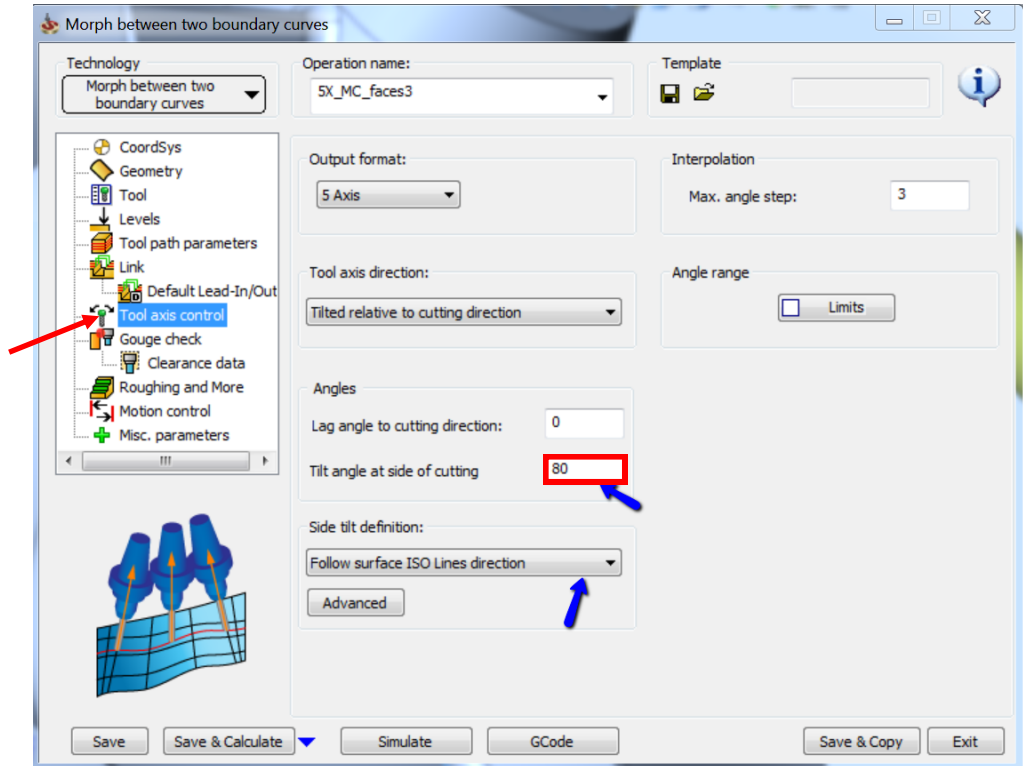 Morph between two boundary curves
Technology
Morph between two
boundary curves
Operation name:
5X_MC_faces3
Template
CoordSys
Geometry
Tool
Levels
Tool path parameters
Link
Default Lead-In/Out
Tool axis control
Gouge check
Clearance data
Roughing and More
Motion control
Misc. parameters
Output format:
5 Axis
Interpolation
Max. angle step:
3
Tool axis direction:
Tilted relative to cutting direction
Angle range
Limits
Angles
Lag angle to cutting direction:
0
Tilt angle at side of cutting
80
Side tilt definition:
Follow surface ISO Lines direction
Advanced
Save
Save & Calculate
Simulate
GCode
Save & Copy
Exit